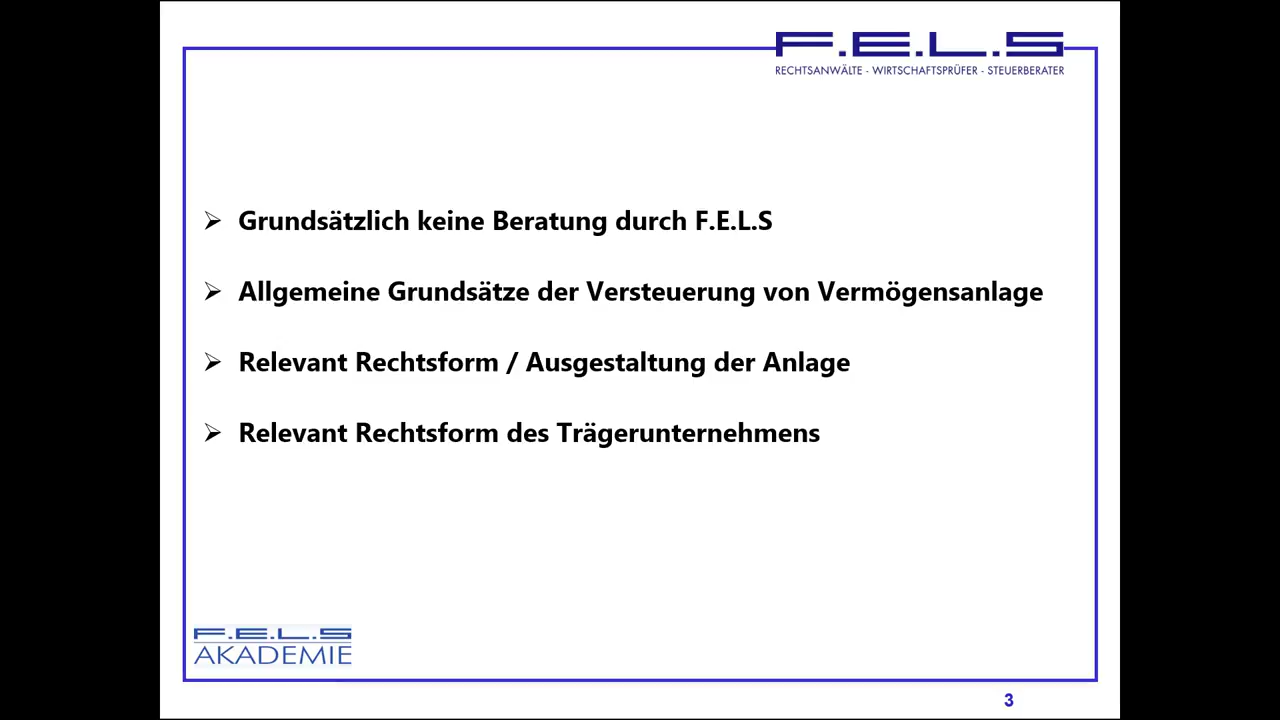 F.E.L.S
RECHTSANWÄLTE - WIRTSCHAFTSPRÜFER - STEUERBERATER
➢ Grundsätzlich keine Beratung durch F.E.L.S
➢ Allgemeine Grundsätze der Versteuerung von Vermögensanlage
➢ Relevant Rechtsform / Ausgestaltung der Anlage
➢ Relevant Rechtsform des Trägerunternehmens
F.E.L.S
AKADEMIE
3